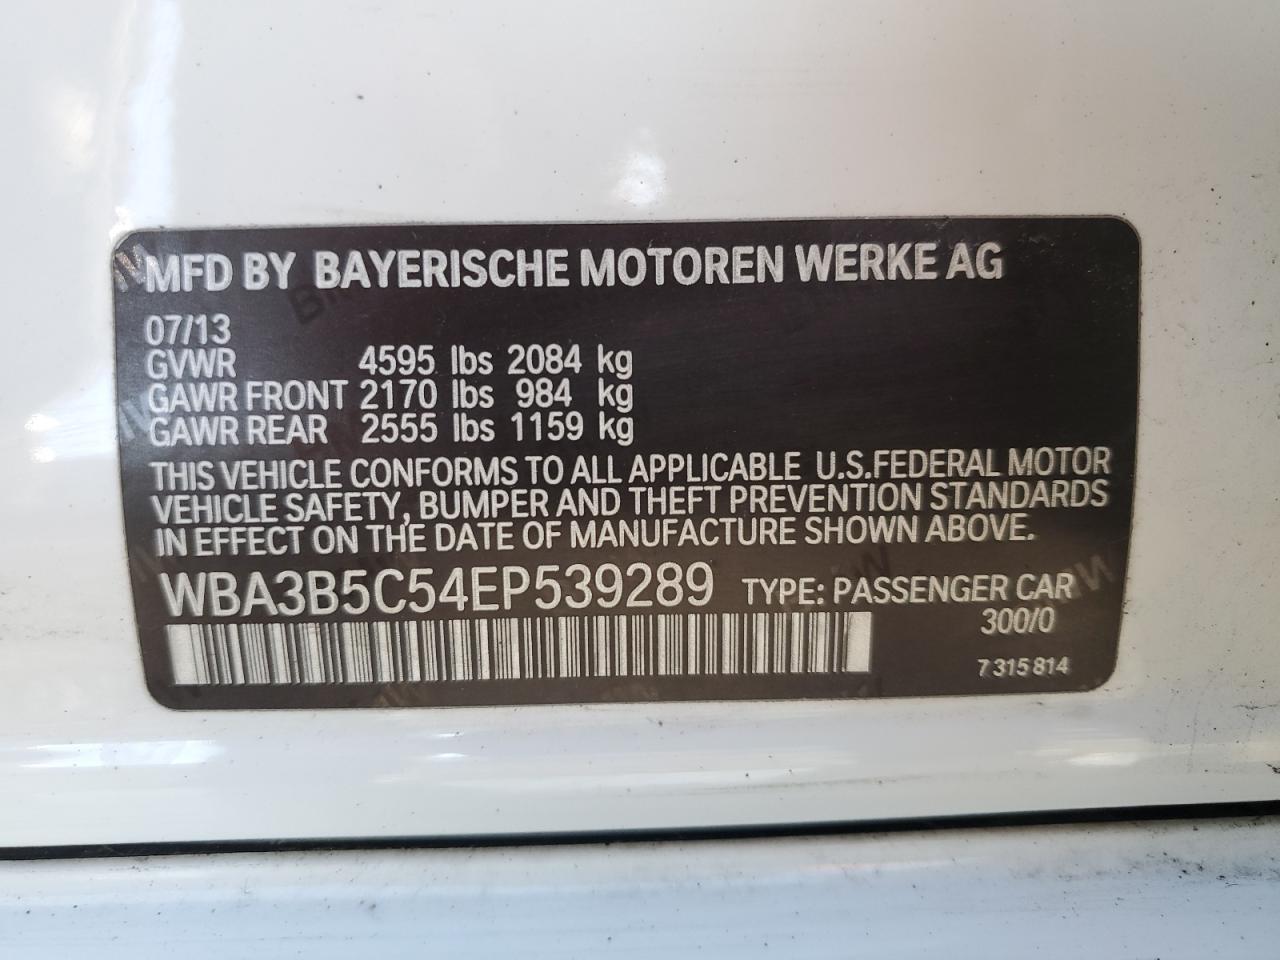 MFD BY BAYERISCHE MOTOREN WERKE AG
07/13
GVWR 4595 lbs 2084 kg
GAWR FRONT 2170 lbs 984 kg
GAWR REAR 2555 lbs 1159 kg
THIS VEHICLE CONFORMS TO ALL APPLICABLE U.S.FEDERAL MOTOR
VEHICLE SAFETY, BUMPER AND THEFT PREVENTION STANDARDS
IN EFFECT ON THE DATE OF MANUFACTURE SHOWN ABOVE.
WBA3B5C54EP539289 TYPE: PASSENGER CAR
300/0
7 315 814